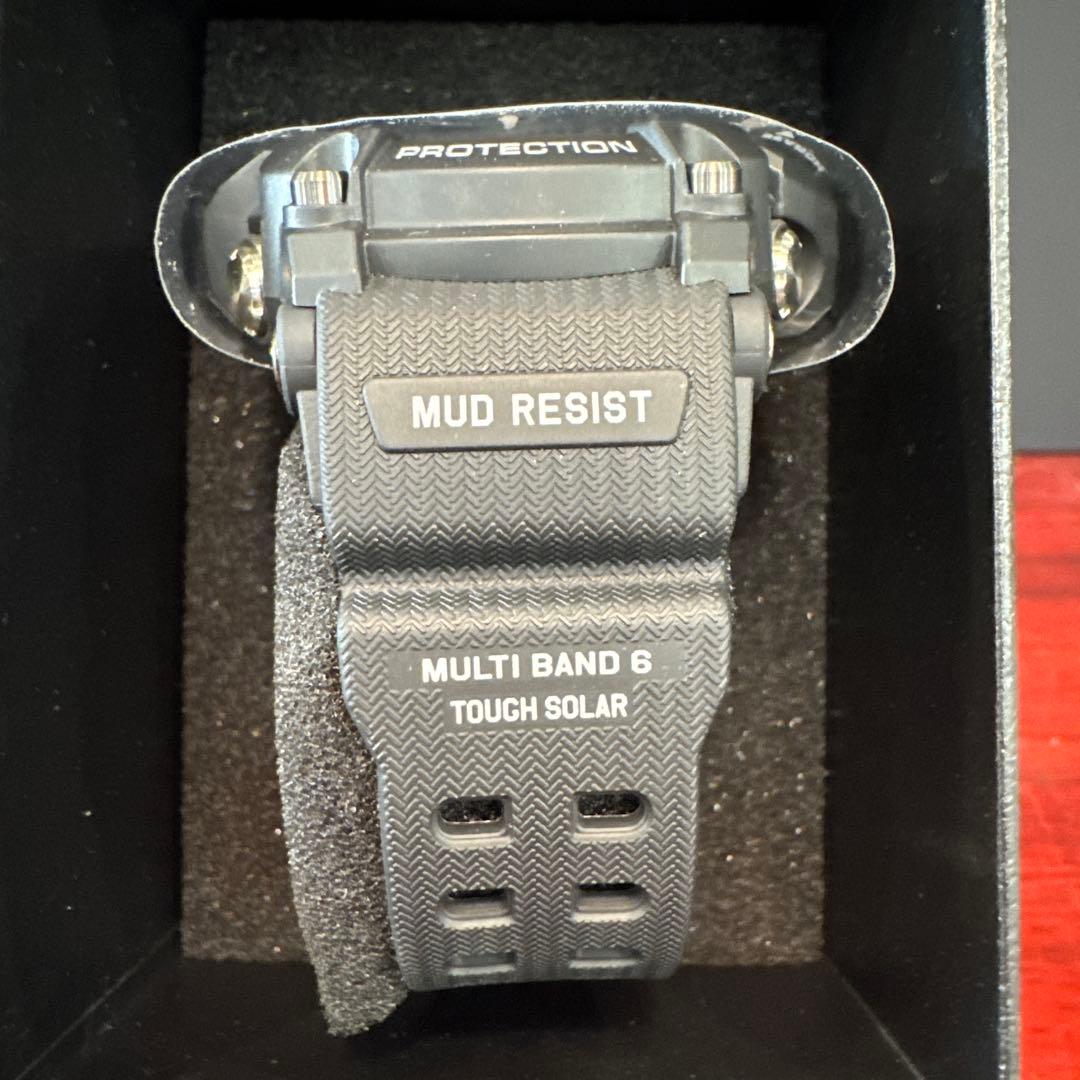 PROTECTION
MUD RESIST
MULTI BAND 6
TOUGH SOLAR